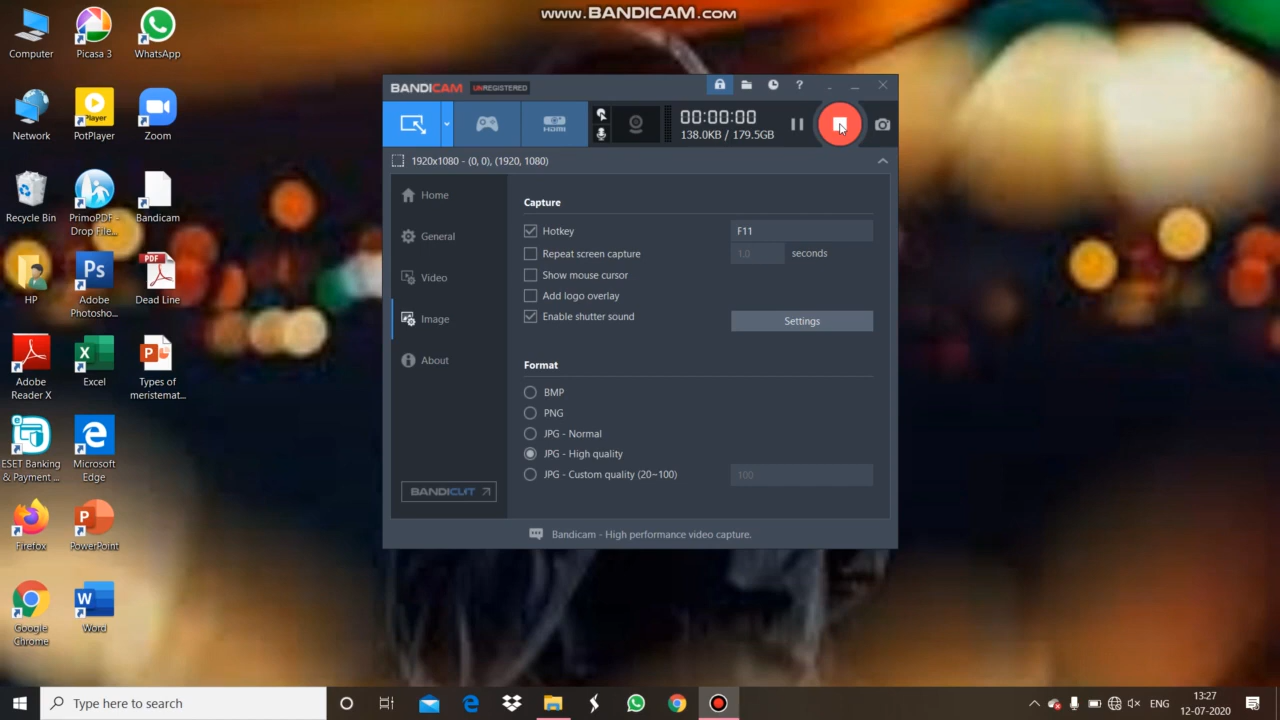 www.BANDICAM.com
Computer
Picasa 3
WhatsApp
Network
PotPlayer
Zoom
Recycle Bin
PrimoPDF -
Drop File...
Bandicam
HP
Adobe
Photosho...
Dead Line
Adobe
Reader X
Excel
Types of
meristemat...
ESET Banking
& Payment ...
Microsoft
Edge
Firefox
PowerPoint
Google
Chrome
Word
BANDICAM UNREGISTERED
00:00:00
138.0KB / 179.5GB
1920x1080 - (0, 0), (1920, 1080)
Home
General
Video
Image
About
BANDICUT
Capture
Hotkey F11
Repeat screen capture 1.0 seconds
Show mouse cursor
Add logo overlay
Enable shutter sound Settings
Format
BMP
PNG
JPG - Normal
JPG - High quality
JPG - Custom quality (20~100) 100
Bandicam - High performance video capture.
Type here to search
ENG
13:27
12-07-2020